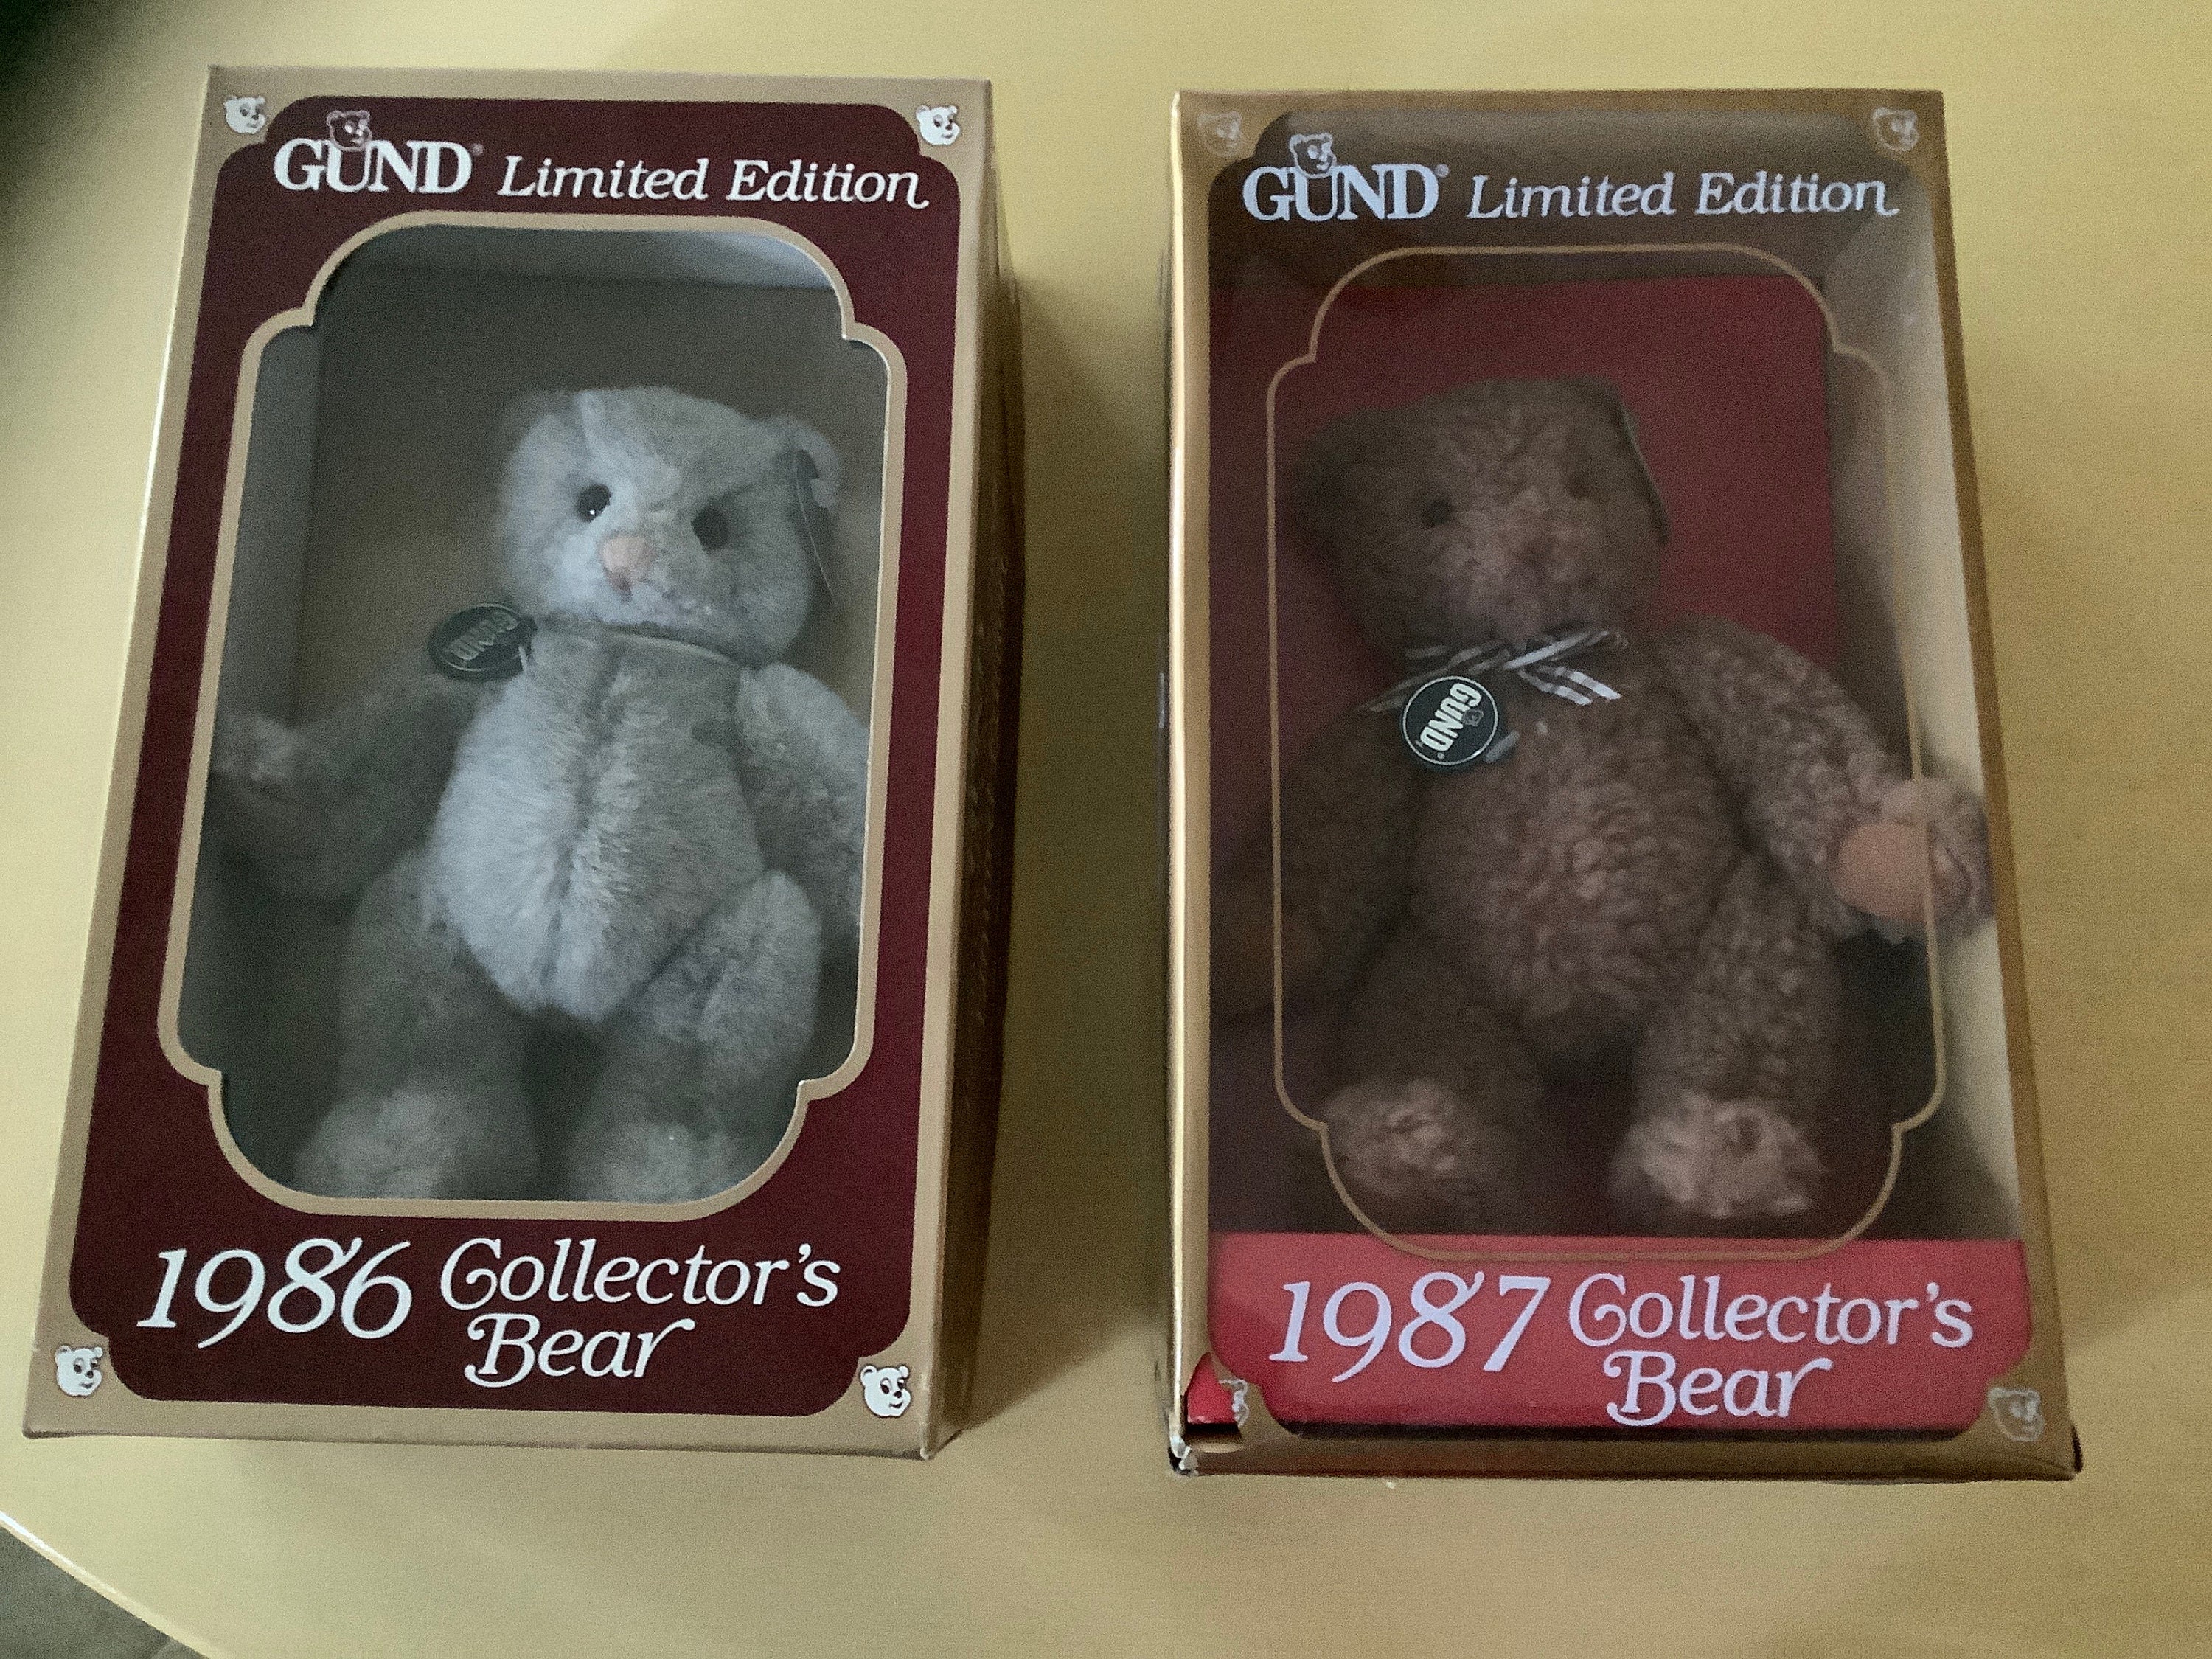 GUND® Limited Edition
GUND
1986 Collector's
Bear
GUND® Limited Edition
GUND®
1987 Collector's
Bear